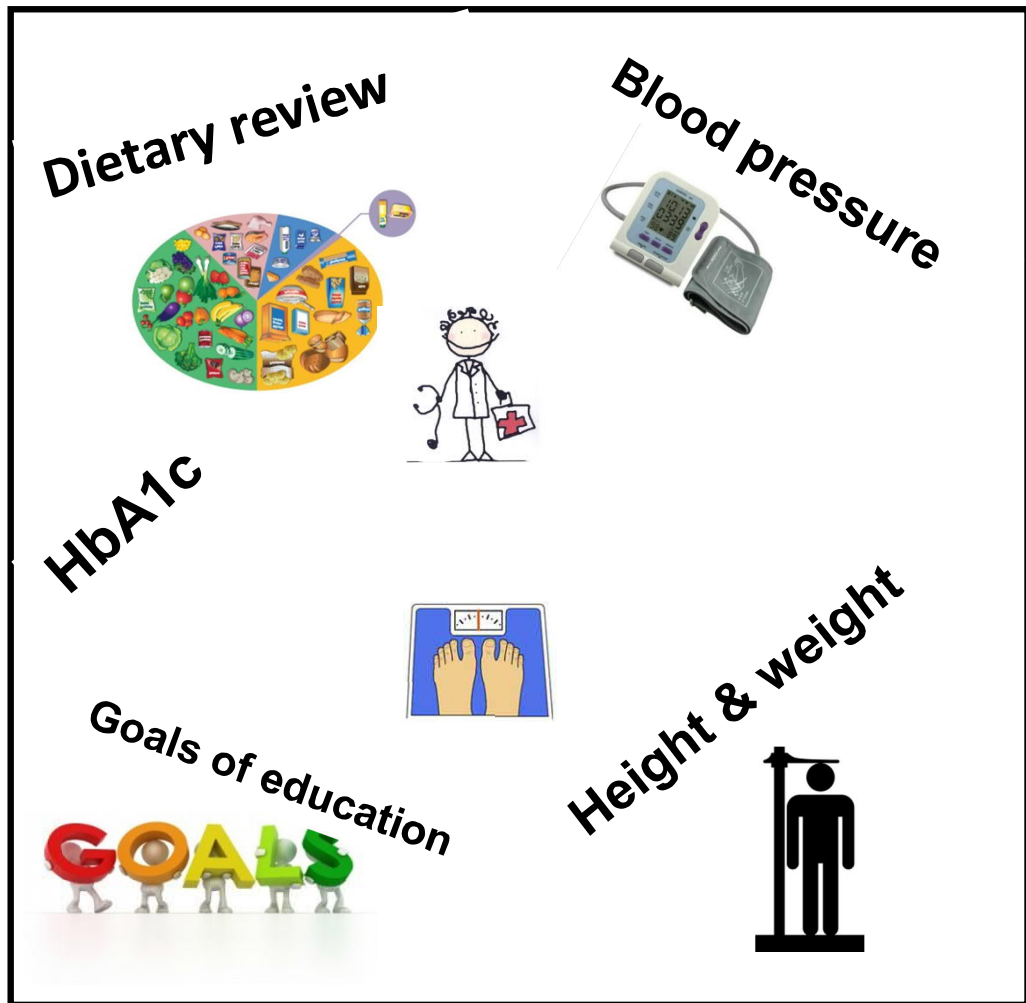 Dietary review
Blood pressure
HbA1c
Height & weight
Goals of education
GOALS